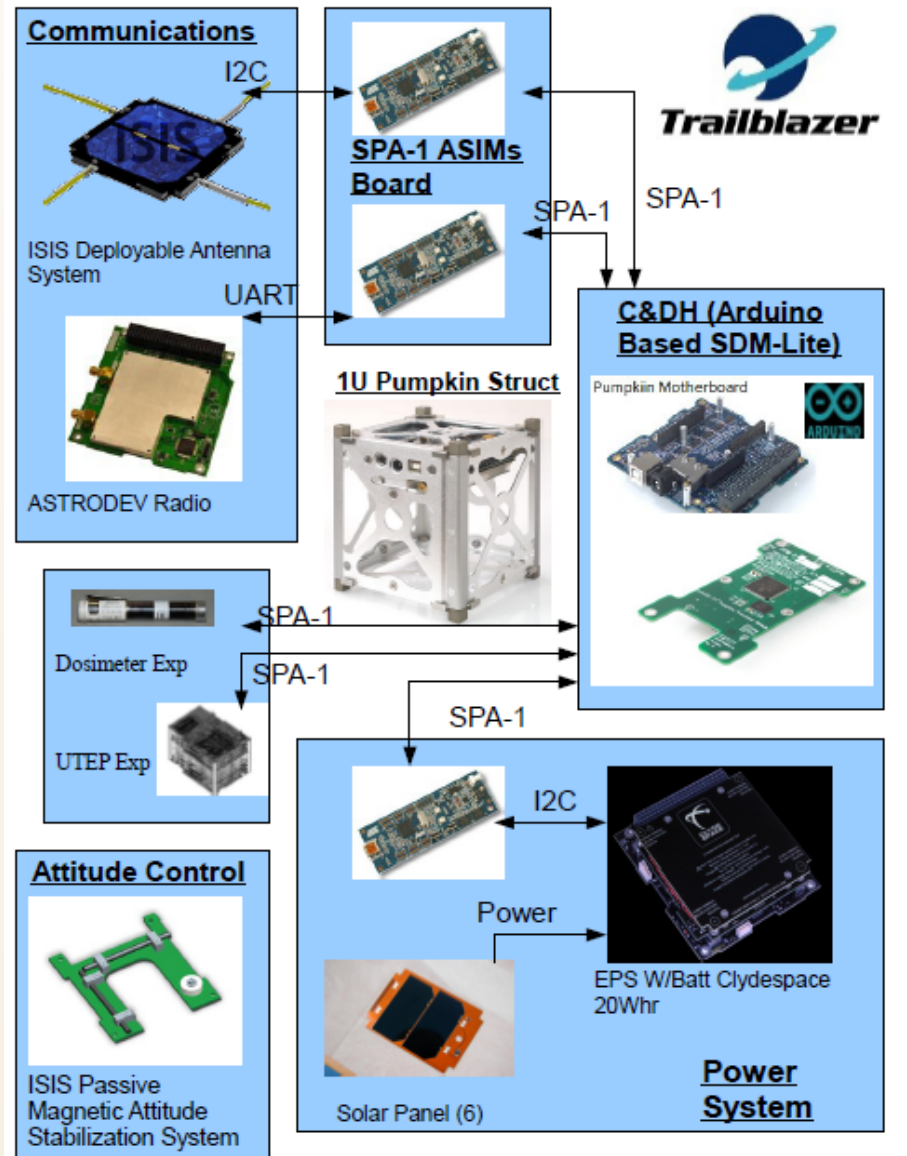 Communications
I2C
ISIS
ISIS Deployable Antenna
System
UART
ASTRODEV Radio
SPA-1 ASIMs
Board
SPA-1
SPA-1
Trailblazer
C&DH (Arduino
Based SDM-Lite)
Pumpkiin Motherboard
ARDUINO
1U Pumpkin Struct
SPA-1
Dosimeter Exp
SPA-1
UTEP Exp
SPA-1
I2C
Power
EPS W/Batt Clydespace
20Whr
Solar Panel (6)
Power
System
Attitude Control
ISIS Passive
Magnetic Attitude
Stabilization System